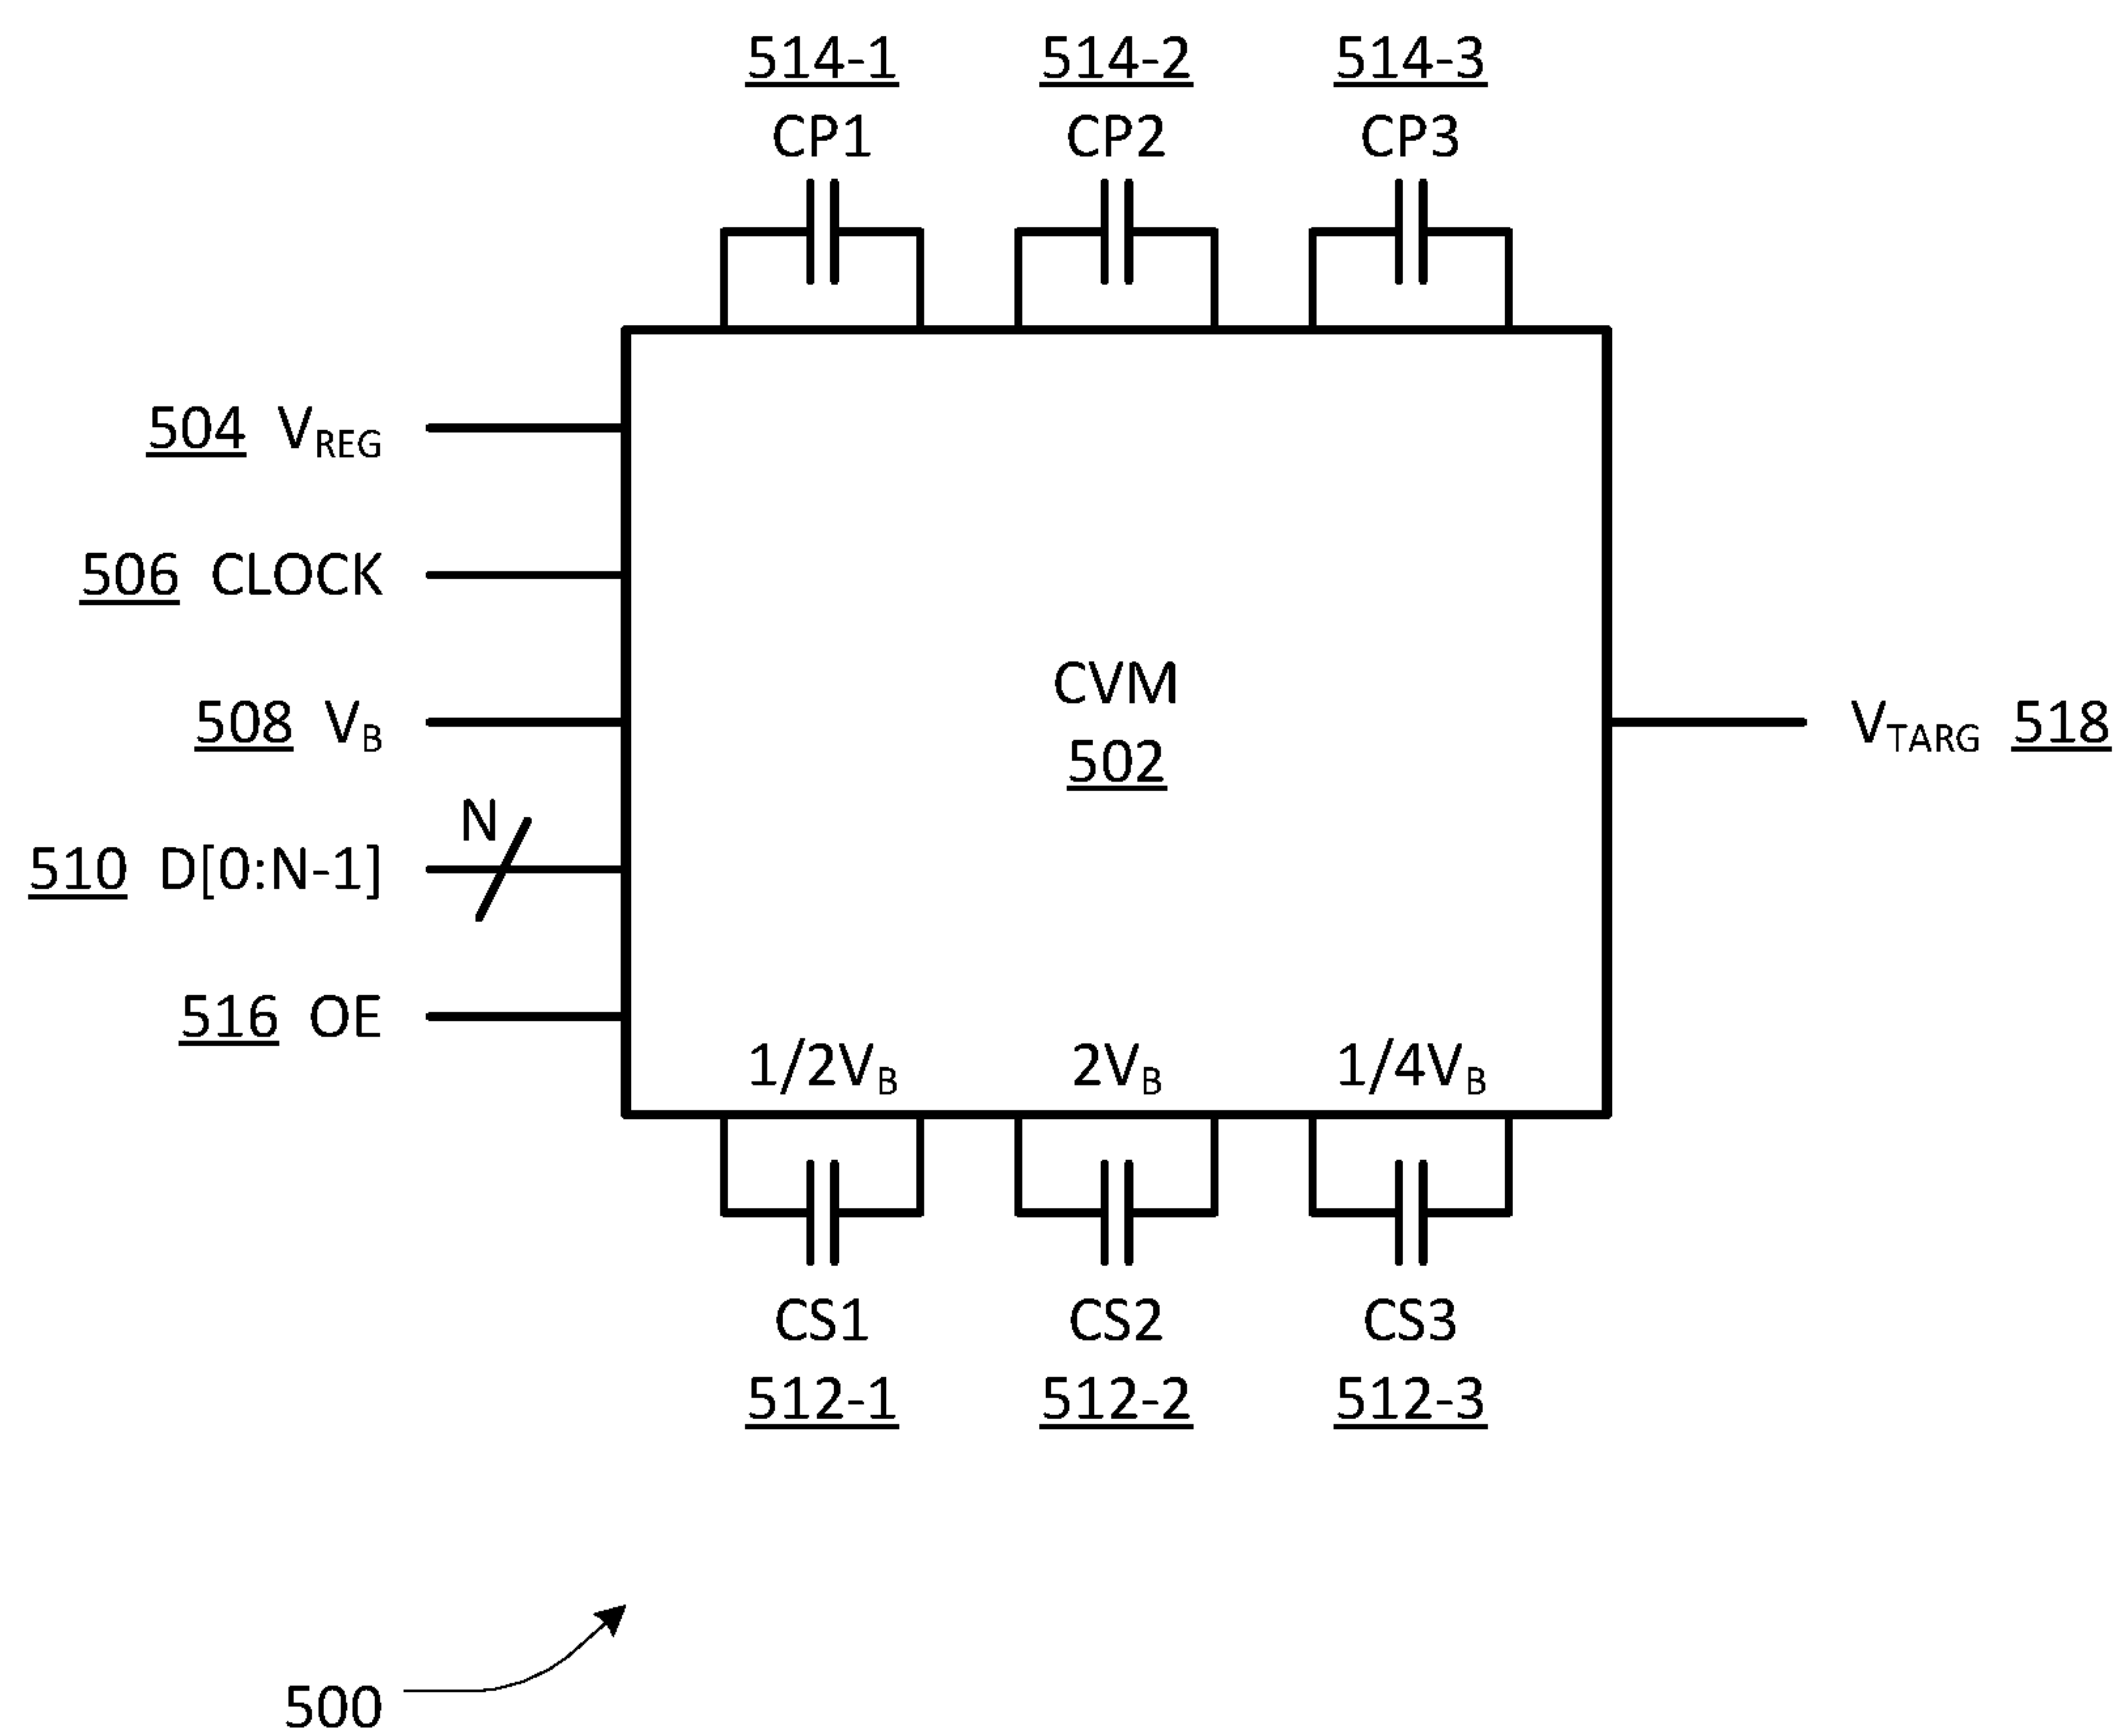 514-1 514-2 514-3
CP1 CP2 CP3
504 VREG
506 CLOCK
CVM
502
508 VB
VTARG 518
N
510 D[0:N-1]
516 OE
1/2VB 2VB 1/4VB
CS1 CS2 CS3
512-1 512-2 512-3
500